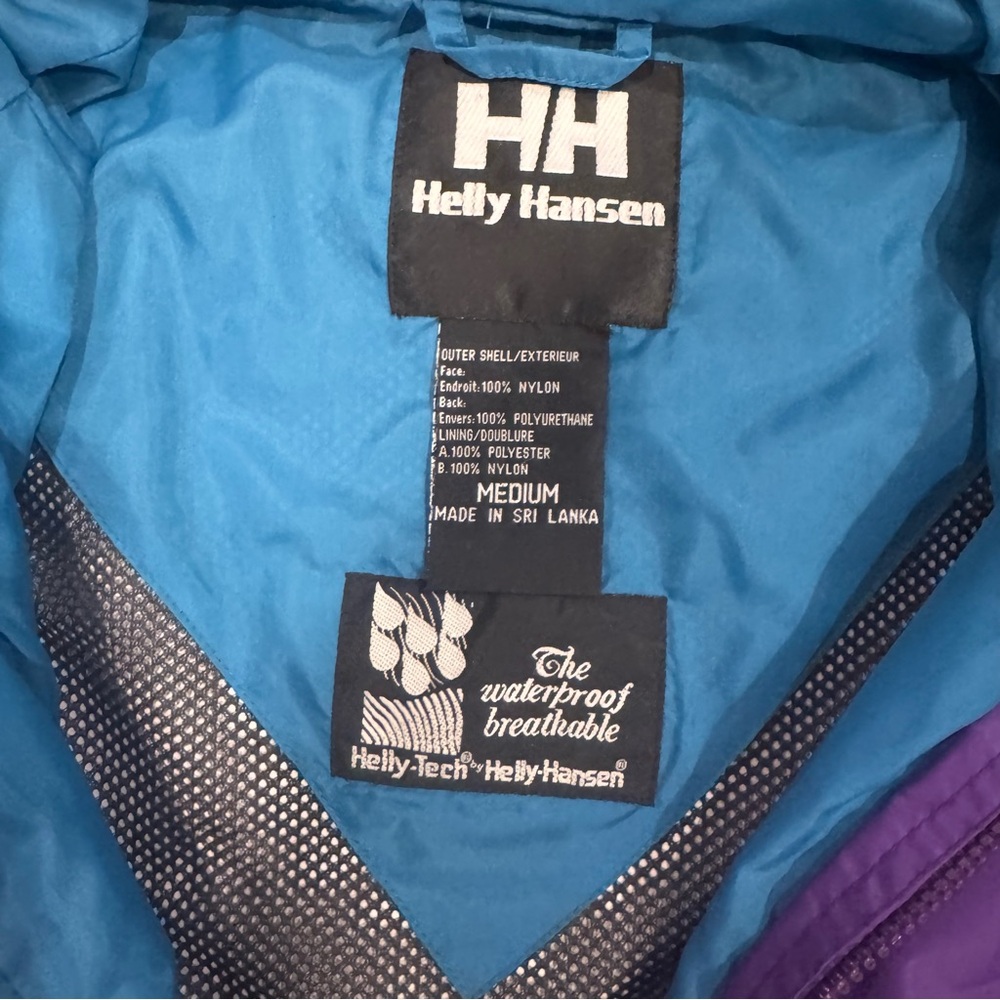 HH
Helly Hansen
OUTER SHELL/EXTERIEUR
Face:
Endroit:100% NYLON
Back:
Envers:100% POLYURETHANE
LINING/DOUBLURE
A.100% POLYESTER
B.100% NYLON
MEDIUM
MADE IN SRI LANKA
The
waterproof
breathable
Helly-Tech® by Helly-Hansen®